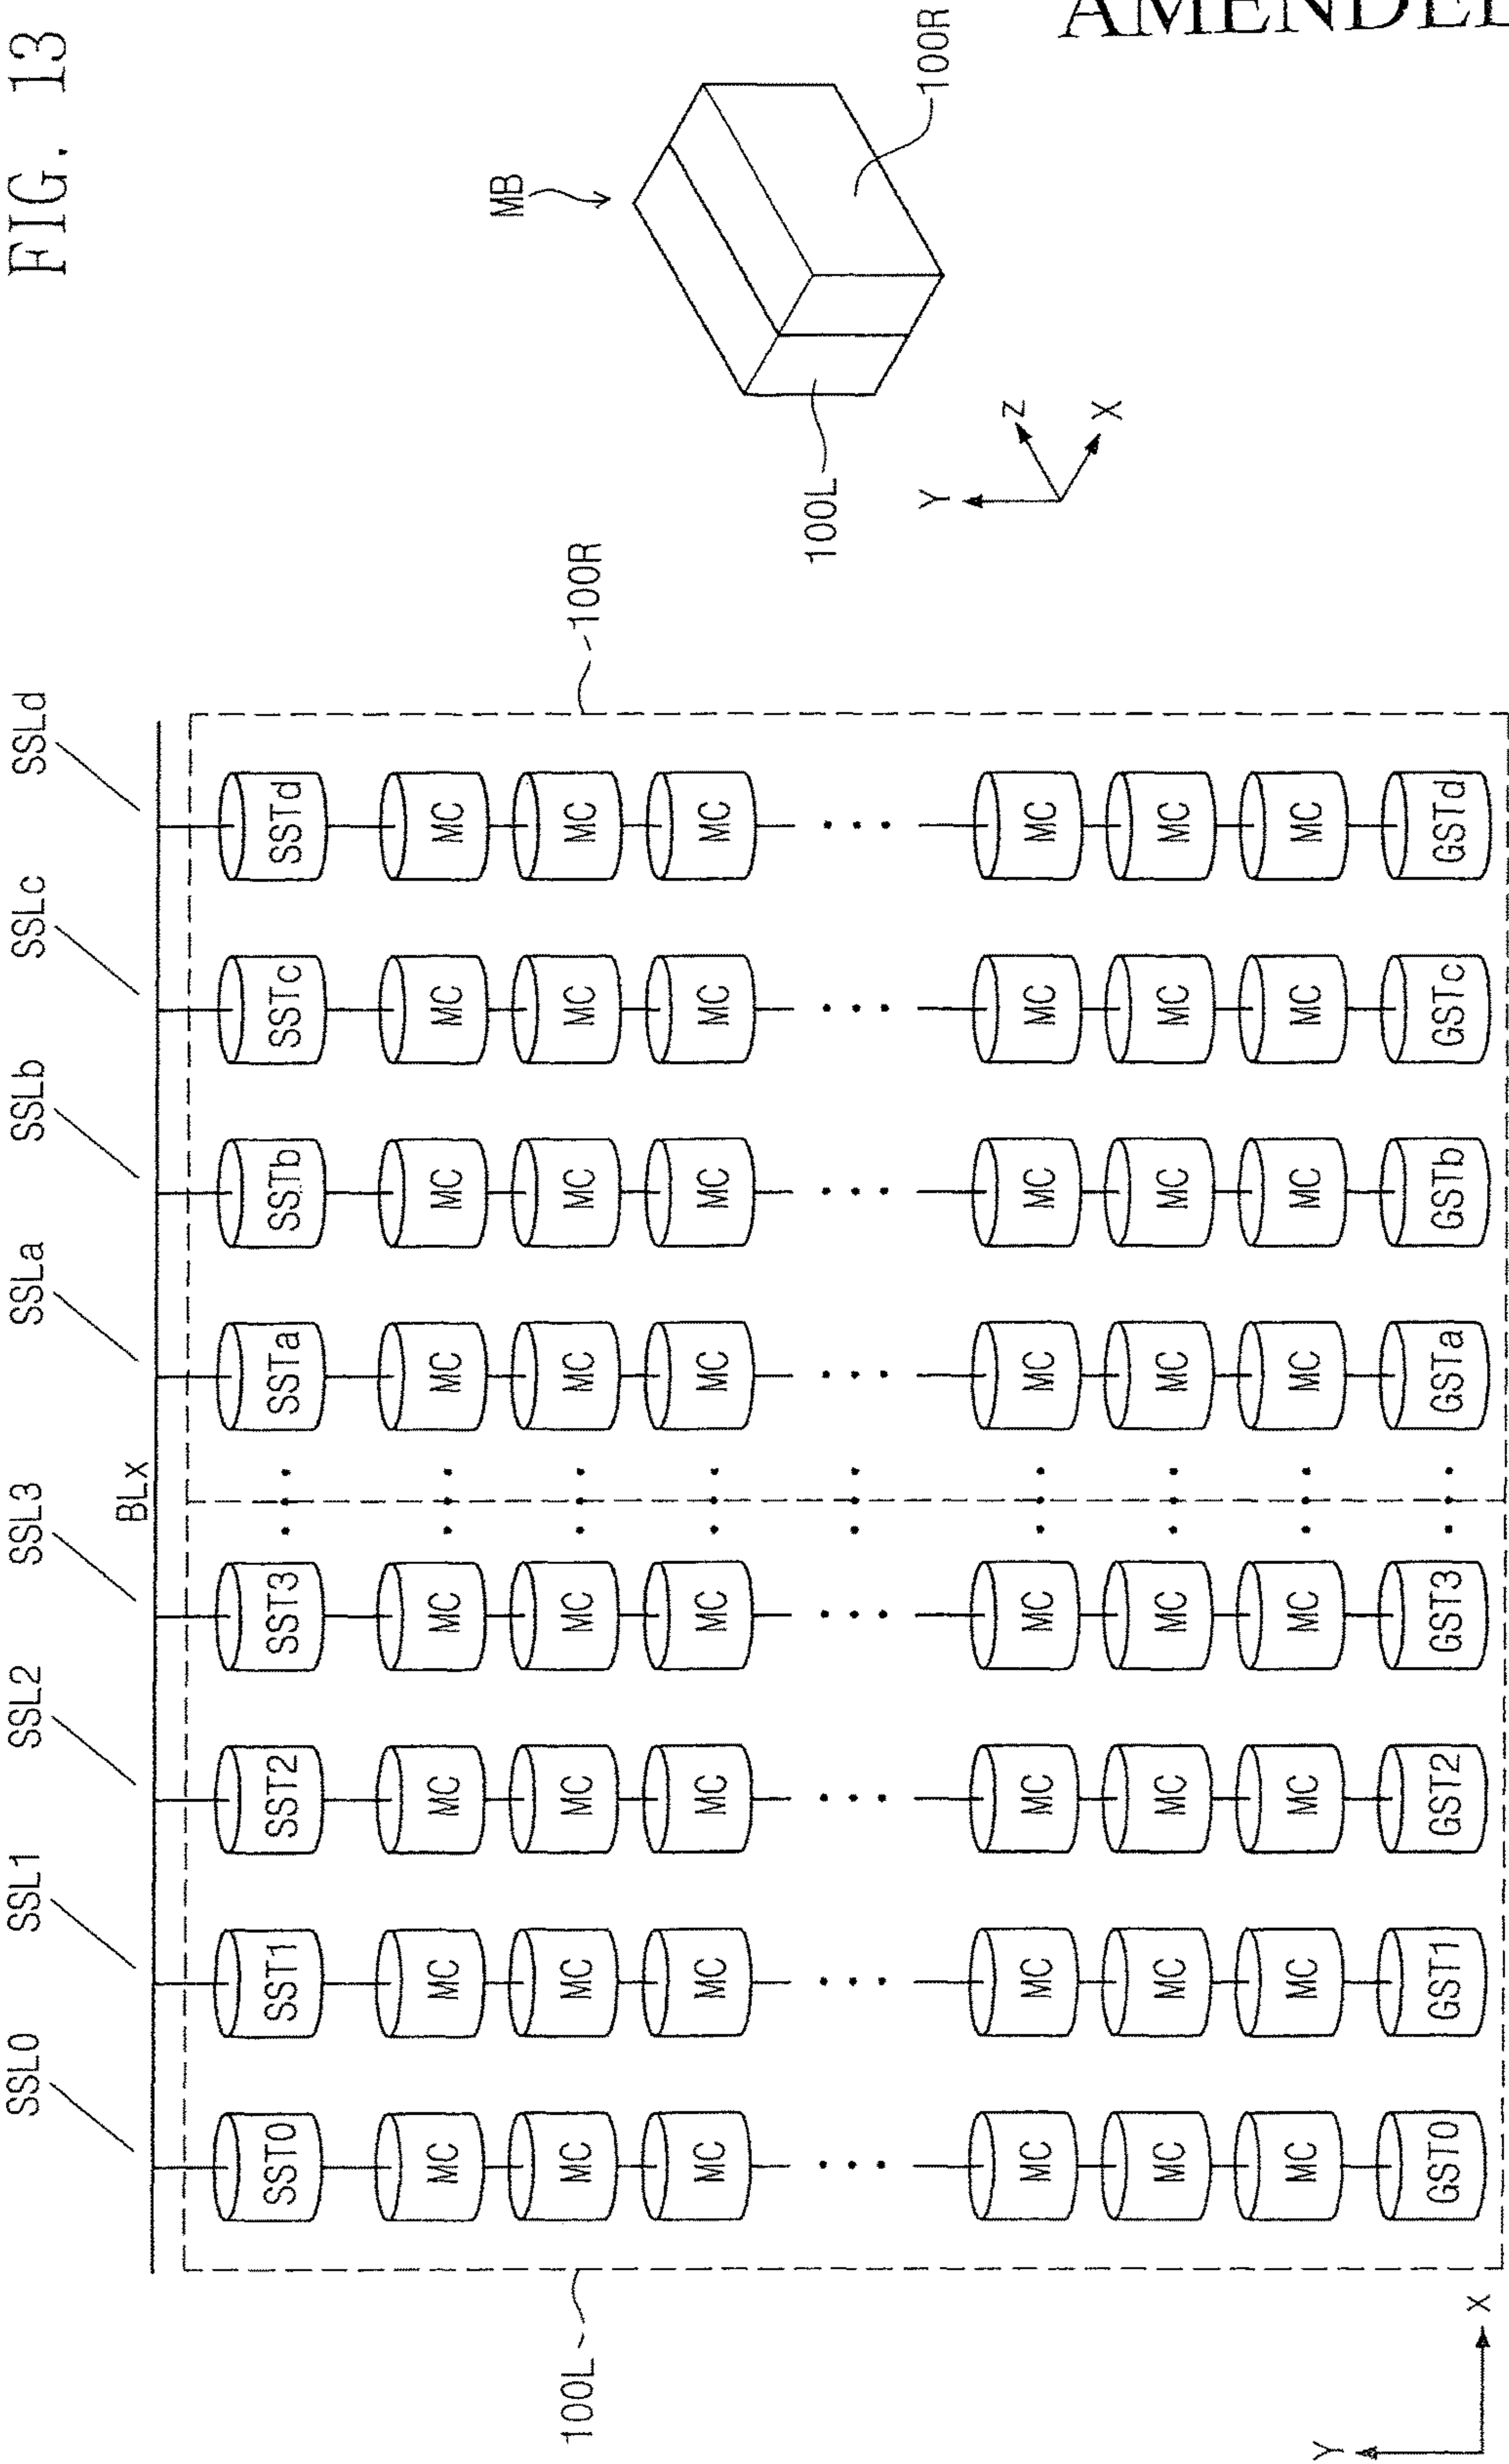 AMENDED
FIG. 13
SSL0 SSL1 SSL2 SSL3 SSLa SSLb SSLc SSLd
BLx
SST0 SST1 SST2 SST3 SSTa SSTb SSTc SSTd
MC MC MC MC MC MC MC MC
MC MC MC MC MC MC MC MC
MC MC MC MC MC MC MC MC
MC MC MC MC MC MC MC MC
MC MC MC MC MC MC MC MC
MC MC MC MC MC MC MC MC
GST0 GST1 GST2 GST3 GSTa GSTb GSTc GSTd
100L
100R
Y
X
MB
100L
100R
Y
Z
X